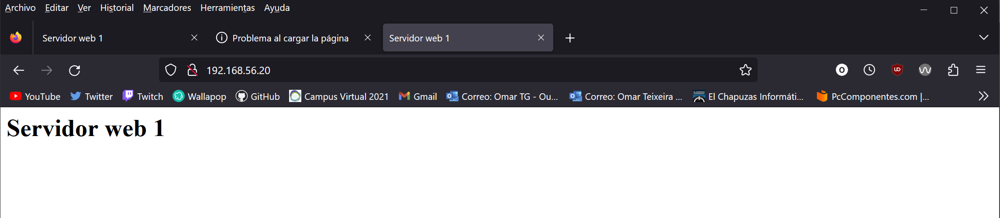 Archivo Editar Ver Historial Marcadores Herramientas Ayuda
Servidor web 1 Problema al cargar la página Servidor web 1
192.168.56.20
YouTube Twitter Twitch Wallapop GitHub Campus Virtual 2021 Gmail Correo: Omar TG - Ou... Correo: Omar Teixeira ... El Chapuzas Informáti... PcComponentes.com |...
Servidor web 1